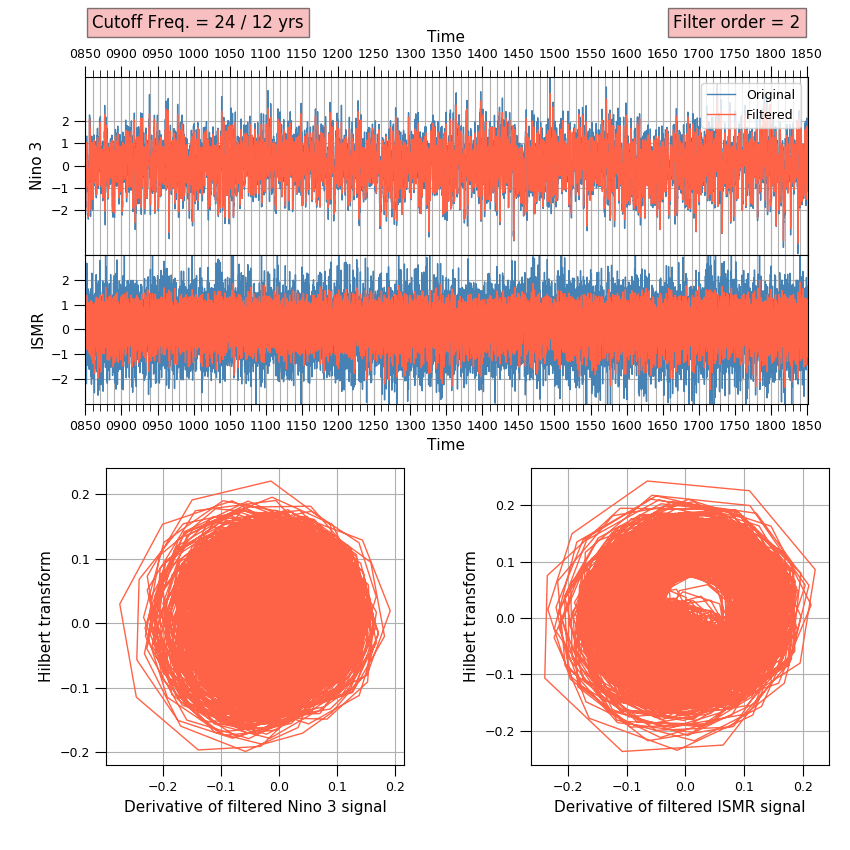 Cutoff Freq. = 24 / 12 yrs
Filter order = 2
Time
0850 0900 0950 1000 1050 1100 1150 1200 1250 1300 1350 1400 1450 1500 1550 1600 1650 1700 1750 1800 1850
Original
Filtered
Nino 3
2
1
0
−1
−2
ISMR
2
1
0
−1
−2
0850 0900 0950 1000 1050 1100 1150 1200 1250 1300 1350 1400 1450 1500 1550 1600 1650 1700 1750 1800 1850
Time
Hilbert transform
0.2
0.1
0.0
−0.1
−0.2
−0.2 −0.1 0.0 0.1 0.2
Derivative of filtered Nino 3 signal
Hilbert transform
0.2
0.1
0.0
−0.1
−0.2
−0.2 −0.1 0.0 0.1 0.2
Derivative of filtered ISMR signal